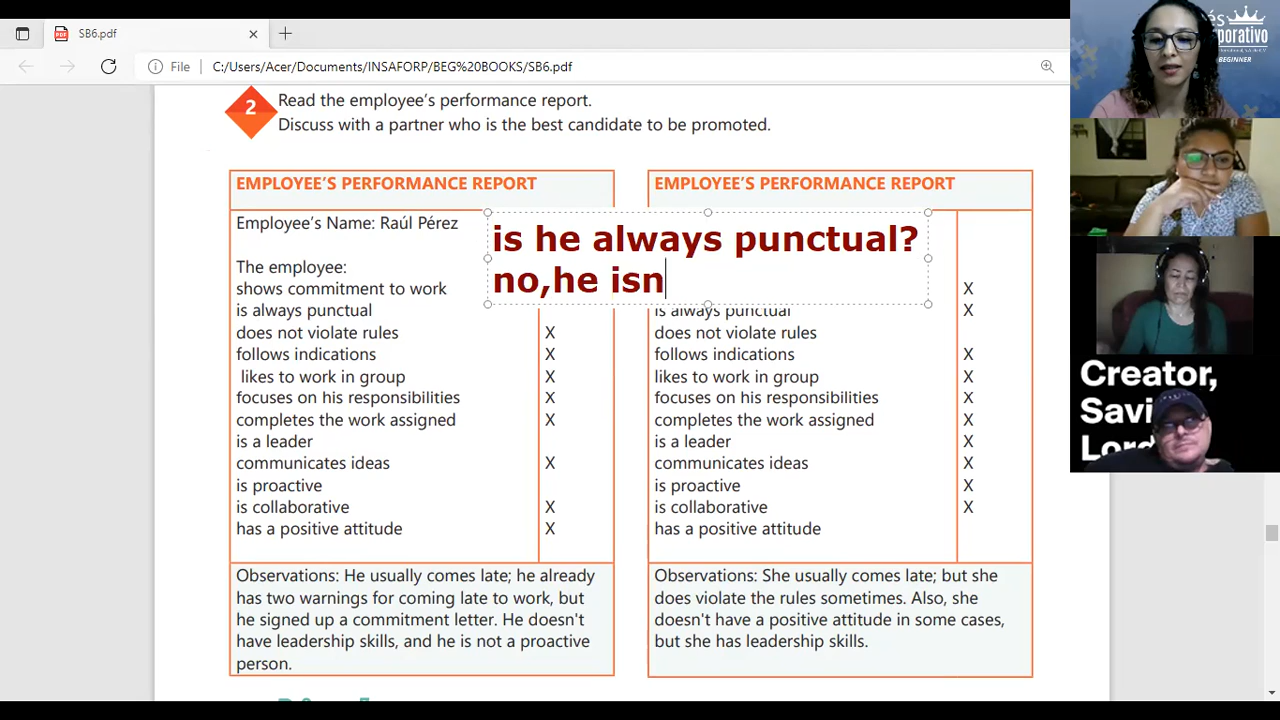 SB6.pdf
File
C:/Users/Acer/Documents/INSAFORP/BEG%20BOOKS/SB6.pdf
2
Read the employee's performance report.
Discuss with a partner who is the best candidate to be promoted.
EMPLOYEE'S PERFORMANCE REPORT
Employee's Name: Raúl Pérez
The employee:
shows commitment to work
is always punctual
does not violate rules X
follows indications X
likes to work in group X
focuses on his responsibilities X
completes the work assigned X
is a leader
communicates ideas X
is proactive
is collaborative X
has a positive attitude X
Observations: He usually comes late; he already
has two warnings for coming late to work, but
he signed up a commitment letter. He doesn't
have leadership skills, and he is not a proactive
person.
is he always punctual?
no,he isn
EMPLOYEE'S PERFORMANCE REPORT
X
is always punctual X
does not violate rules
follows indications X
likes to work in group X
focuses on his responsibilities X
completes the work assigned X
is a leader X
communicates ideas X
is proactive X
is collaborative X
has a positive attitude
Observations: She usually comes late; but she
does violate the rules sometimes. Also, she
doesn't have a positive attitude in some cases,
but she has leadership skills.
BEGINNER
Creator,
Savi
Lord